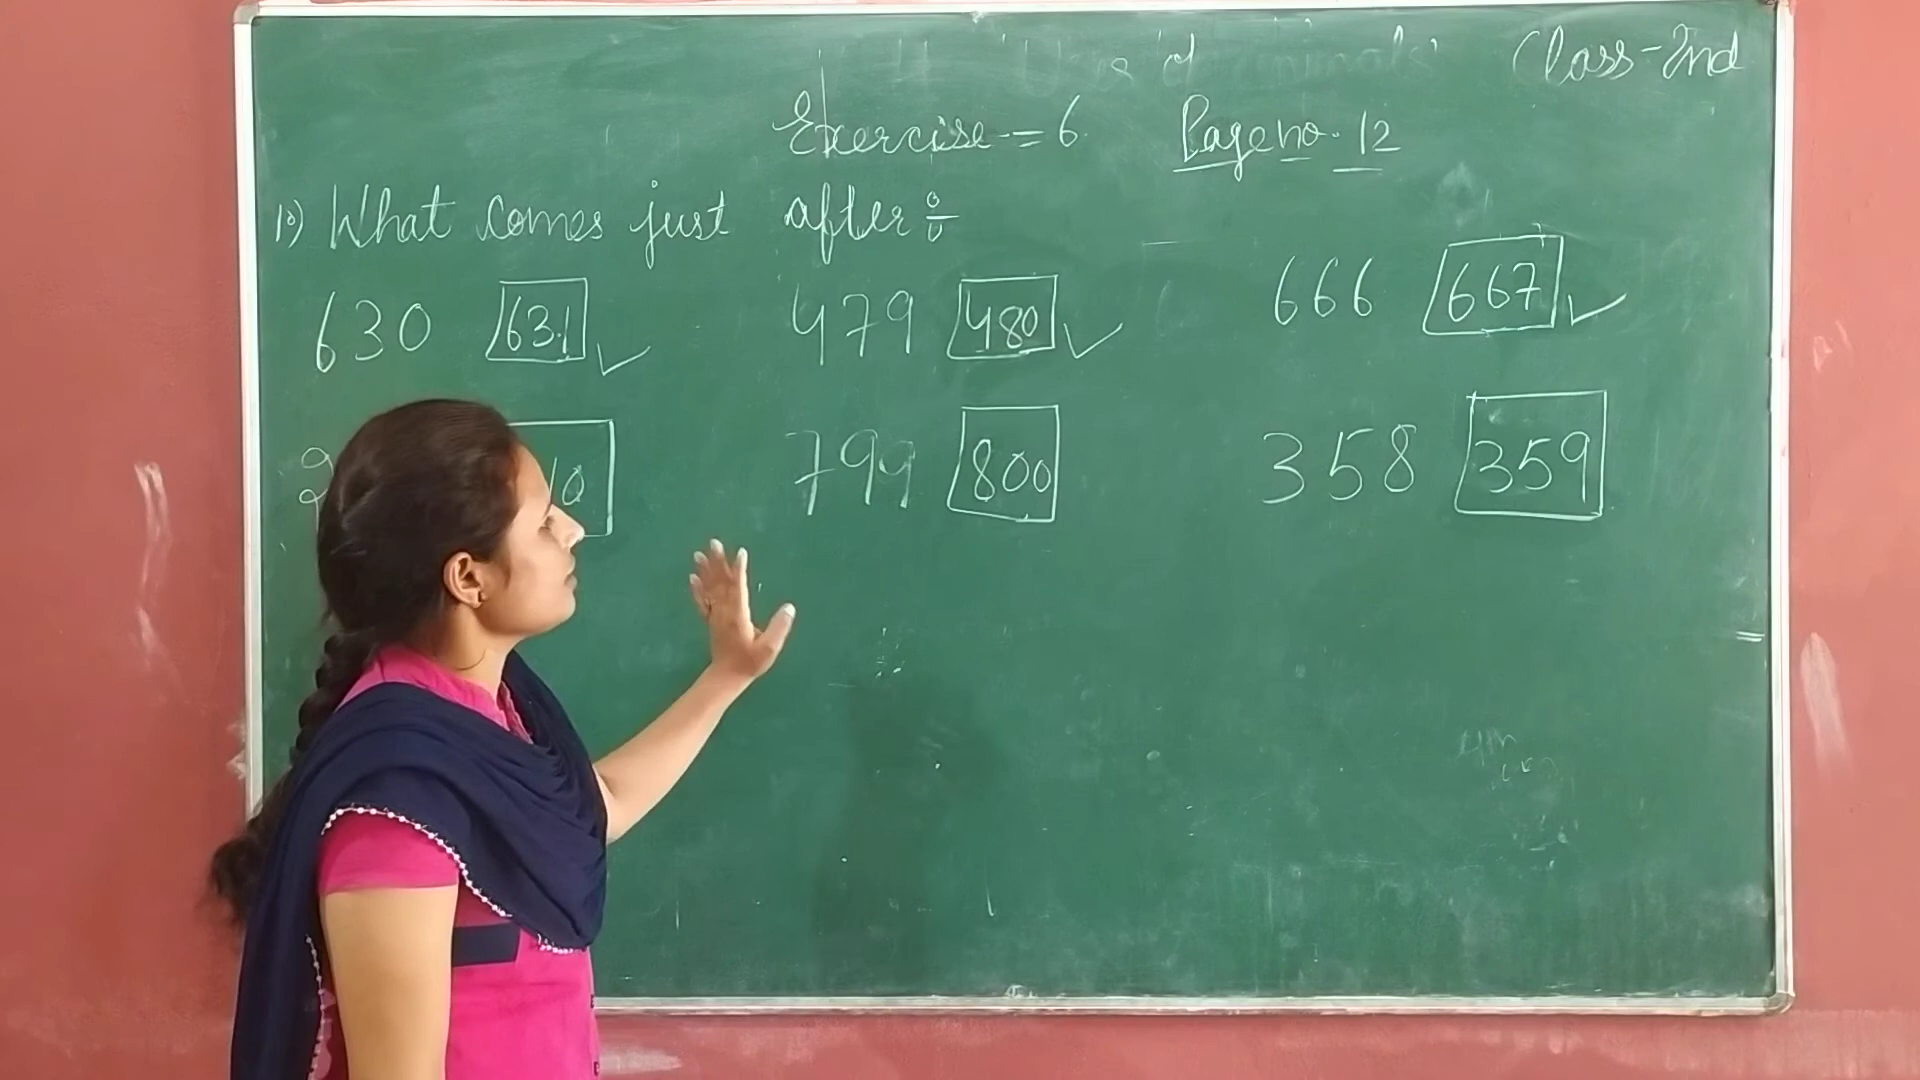 Class-2nd
Exercise-=6 Page no. 12
1) What comes just after÷
630 631 479 480 666 667
799 800 358 359